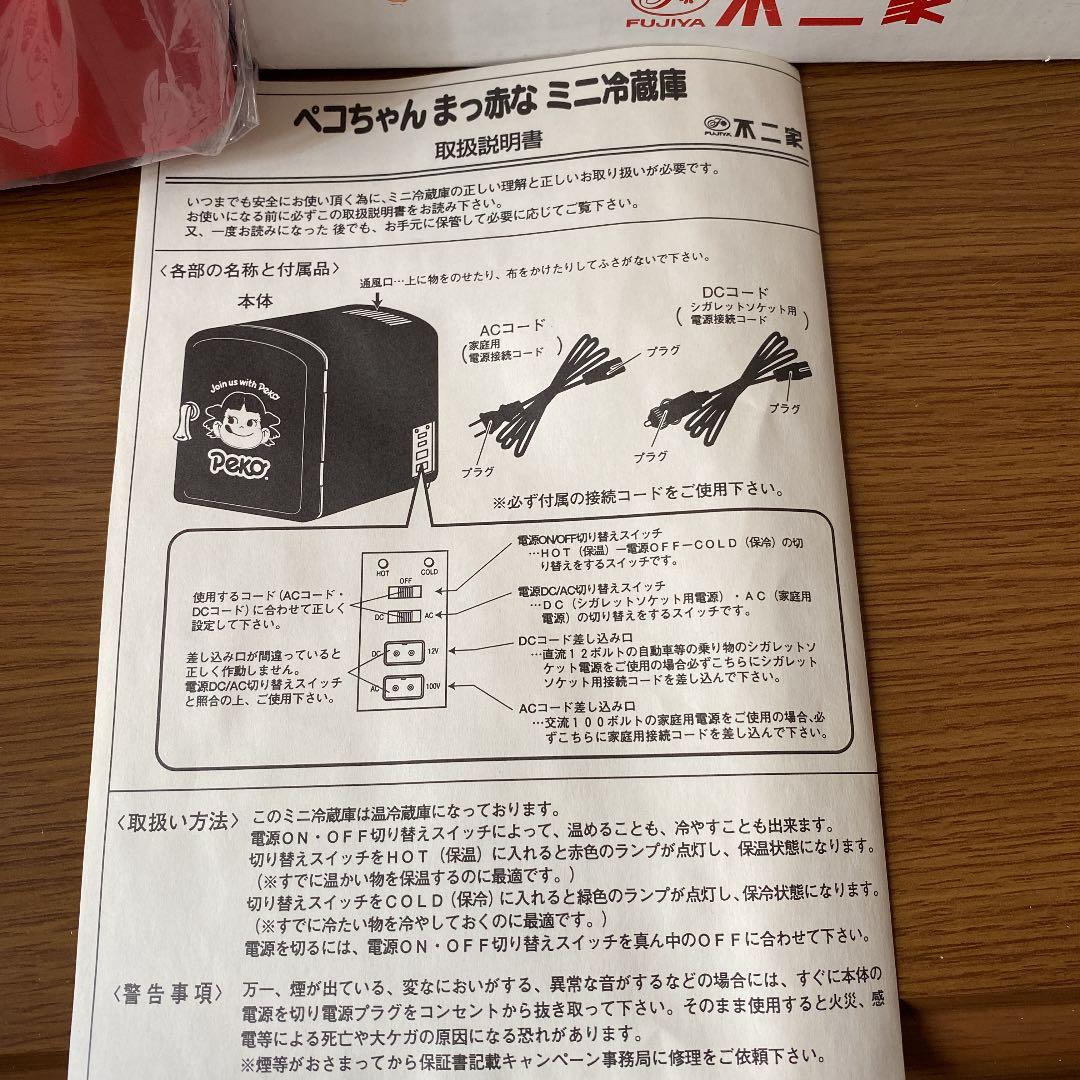 FUJIYA 不二家
ペコちゃん まっ赤な ミニ冷蔵庫
取扱説明書
FUJIYA 不二家
いつまでも安全にお使い頂く為に、ミニ冷蔵庫の正しい理解と正しいお取り扱いが必要です。
お使いになる前に必ずこの取扱説明書をお読み下さい。
又、一度お読みになった 後でも、お手元に保管して必要に応じてご覧下さい。
〈各部の名称と付属品〉
通風口…上に物をのせたり、布をかけたりしてふさがないで下さい。
本体
Join us with Peko
Peko
ACコード
(家庭用
電源接続コード)
プラグ
プラグ
DCコード
(シガレットソケット用
電源接続コード)
プラグ
プラグ
※必ず付属の接続コードをご使用下さい。
使用するコード(ACコード・
DCコード)に合わせて正しく
設定して下さい。
差し込み口が間違っていると
正しく作動しません。
電源DC/AC切り替えスイッチ
と照合の上、ご使用下さい。
HOT COLD
OFF
DC AC
DC 12V
AC 100V
電源ON/OFF切り替えスイッチ
…HOT(保温)ー電源OFFーCOLD(保冷)の切
り替えをするスイッチです。
電源DC/AC切り替えスイッチ
…DC(シガレットソケット用電源)・AC(家庭用
電源)の切り替えをするスイッチです。
DCコード差し込み口
…直流12ボルトの自動車等の乗り物のシガレットソ
ケット電源をご使用の場合必ずこちらにシガレット
ソケット用接続コードを差し込んで下さい。
ACコード差し込み口
…交流100ボルトの家庭用電源をご使用の場合、必
ずこちらに家庭用接続コードを差し込んで下さい。
〈取扱い方法〉
このミニ冷蔵庫は温冷蔵庫になっております。
電源ON・OFF切り替えスイッチによって、温めることも、冷やすことも出来ます。
切り替えスイッチをHOT(保温)に入れると赤色のランプが点灯し、保温状態になります。
(※すでに温かい物を保温するのに最適です。)
切り替えスイッチをCOLD(保冷)に入れると緑色のランプが点灯し、保冷状態になります。
(※すでに冷たい物を冷やしておくのに最適です。)
電源を切るには、電源ON・OFF切り替えスイッチを真ん中のOFFに合わせて下さい。
〈警告事項〉
万一、煙が出ている、変なにおいがする、異常な音がするなどの場合には、すぐに本体の
電源を切り電源プラグをコンセントから抜き取って下さい。そのまま使用すると火災、感
電等による死亡や大ケガの原因になる恐れがあります。
※煙等がおさまってから保証書記載キャンペーン事務局に修理をご依頼下さい。